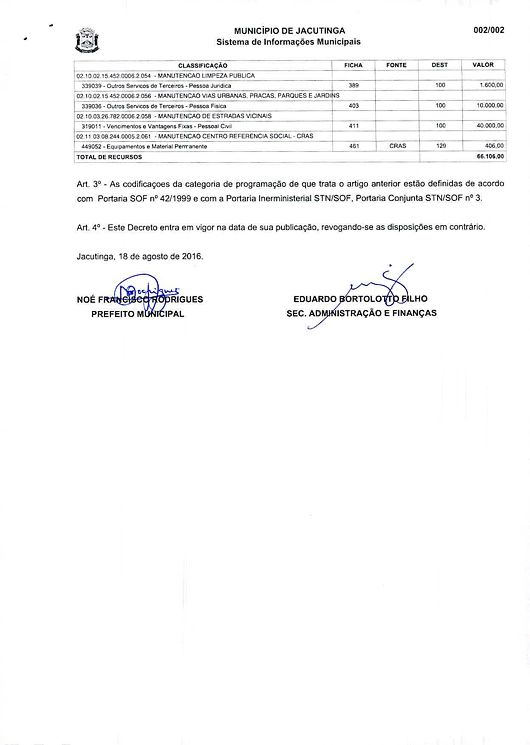 MUNICÍPIO DE JACUTINGA 002/002
Sistema de Informações Municipais
CLASSIFICAÇÃO FICHA FONTE DEST VALOR
02.10.02.15.452.0006.2.054 - MANUTENCAO LIMPEZA PUBLICA
339039 - Outros Servicos de Terceiros - Pessoa Juridica 389 100 1.600,00
02.10.02.15.452.0006.2.056 - MANUTENCAO VIAS URBANAS, PRACAS, PARQUES E JARDINS
339036 - Outros Servicos de Terceiros - Pessoa Fisica 403 100 10.000,00
02.10.03.26.782.0006.2.058 - MANUTENCAO DE ESTRADAS VICINAIS
319011 - Vencimentos e Vantagens Fixas - Pessoal Civil 411 100 40.000,00
02.11.03.08.244.0005.2.061 - MANUTENCAO CENTRO REFERÊNCIA SOCIAL - CRAS
449052 - Equipamentos e Material Permanente 461 CRAS 129 406,00
TOTAL DE RECURSOS 66.106,00
Art. 3º - As codificaçoes da categoria de programação de que trata o artigo anterior estão definidas de acordo
com Portaria SOF nº 42/1999 e com a Portaria Inerministerial STN/SOF, Portaria Conjunta STN/SOF nº 3.
Art. 4º - Este Decreto entra em vigor na data de sua publicação, revogando-se as disposições em contrário.
Jacutinga, 18 de agosto de 2016.
NOÉ FRANCISCO RODRIGUES EDUARDO BORTOLOTTO FILHO
PREFEITO MUNICIPAL SEC. ADMINISTRAÇÃO E FINANÇAS